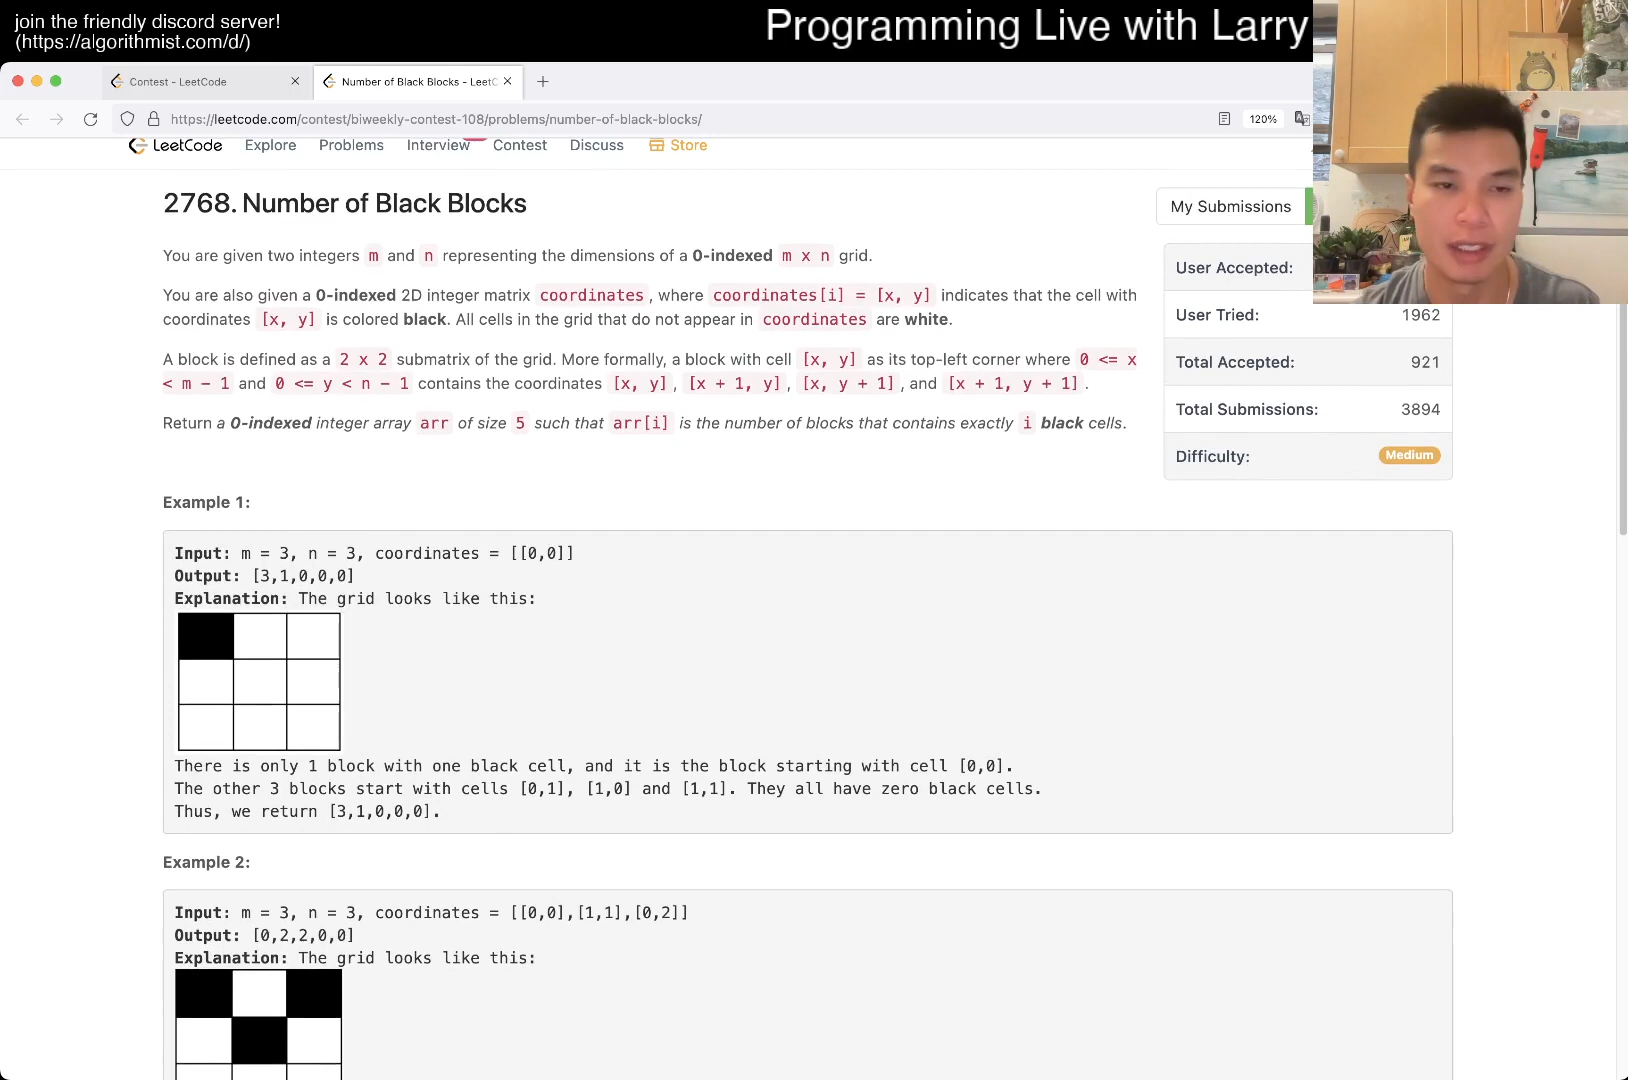 join the friendly discord server!
(https://algorithmist.com/d/)
Programming Live with Larry
Contest - LeetCode
Number of Black Blocks - LeetC
https://leetcode.com/contest/biweekly-contest-108/problems/number-of-black-blocks/
120%
LeetCode Explore Problems Interview Contest Discuss Store
2768. Number of Black Blocks
My Submissions
You are given two integers m and n representing the dimensions of a 0-indexed m x n grid.
You are also given a 0-indexed 2D integer matrix coordinates, where coordinates[i] = [x, y] indicates that the cell with
coordinates [x, y] is colored black. All cells in the grid that do not appear in coordinates are white.
A block is defined as a 2 x 2 submatrix of the grid. More formally, a block with cell [x, y] as its top-left corner where 0 <= x
< m - 1 and 0 <= y < n - 1 contains the coordinates [x, y], [x + 1, y], [x, y + 1], and [x + 1, y + 1].
Return a 0-indexed integer array arr of size 5 such that arr[i] is the number of blocks that contains exactly i black cells.
User Accepted:
User Tried: 1962
Total Accepted: 921
Total Submissions: 3894
Difficulty: Medium
Example 1:
Input: m = 3, n = 3, coordinates = [[0,0]]
Output: [3,1,0,0,0]
Explanation: The grid looks like this:
There is only 1 block with one black cell, and it is the block starting with cell [0,0].
The other 3 blocks start with cells [0,1], [1,0] and [1,1]. They all have zero black cells.
Thus, we return [3,1,0,0,0].
Example 2:
Input: m = 3, n = 3, coordinates = [[0,0],[1,1],[0,2]]
Output: [0,2,2,0,0]
Explanation: The grid looks like this: